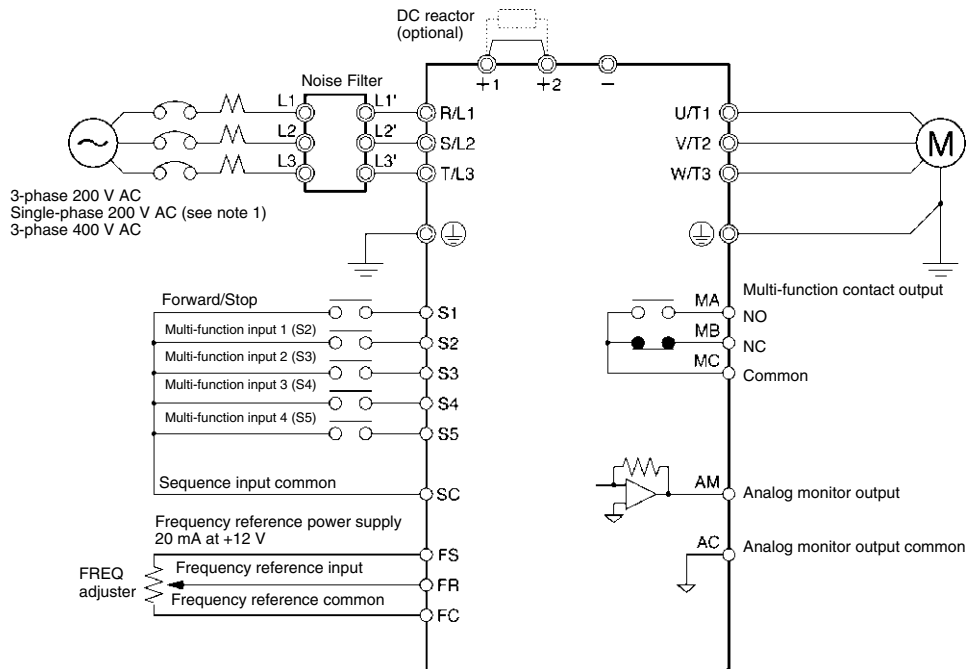 DC reactor
(optional)
+1
+2
−
Noise Filter
L1
L1'
R/L1
L2
L2'
S/L2
L3
L3'
T/L3
U/T1
V/T2
W/T3
M
3-phase 200 V AC
Single-phase 200 V AC (see note 1)
3-phase 400 V AC
Forward/Stop
S1
Multi-function input 1 (S2)
S2
Multi-function input 2 (S3)
S3
Multi-function input 3 (S4)
S4
Multi-function input 4 (S5)
S5
Sequence input common
SC
Frequency reference power supply
20 mA at +12 V
FS
FREQ
adjuster
Frequency reference input
FR
Frequency reference common
FC
Multi-function contact output
MA
NO
MB
NC
MC
Common
AM
Analog monitor output
AC
Analog monitor output common